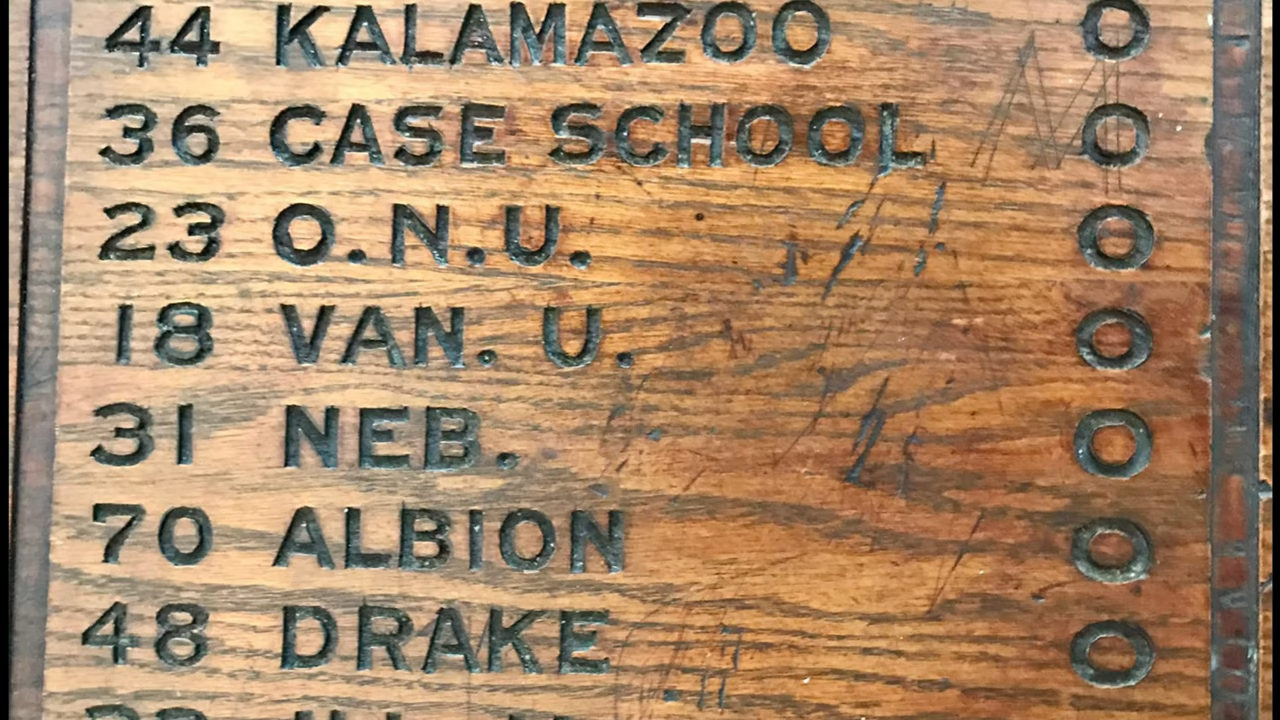 44 KALAMAZOO 0
36 CASE SCHOOL 0
23 O.N.U. 0
18 VAN. U. 0
31 NEB. 0
70 ALBION 0
48 DRAKE 0